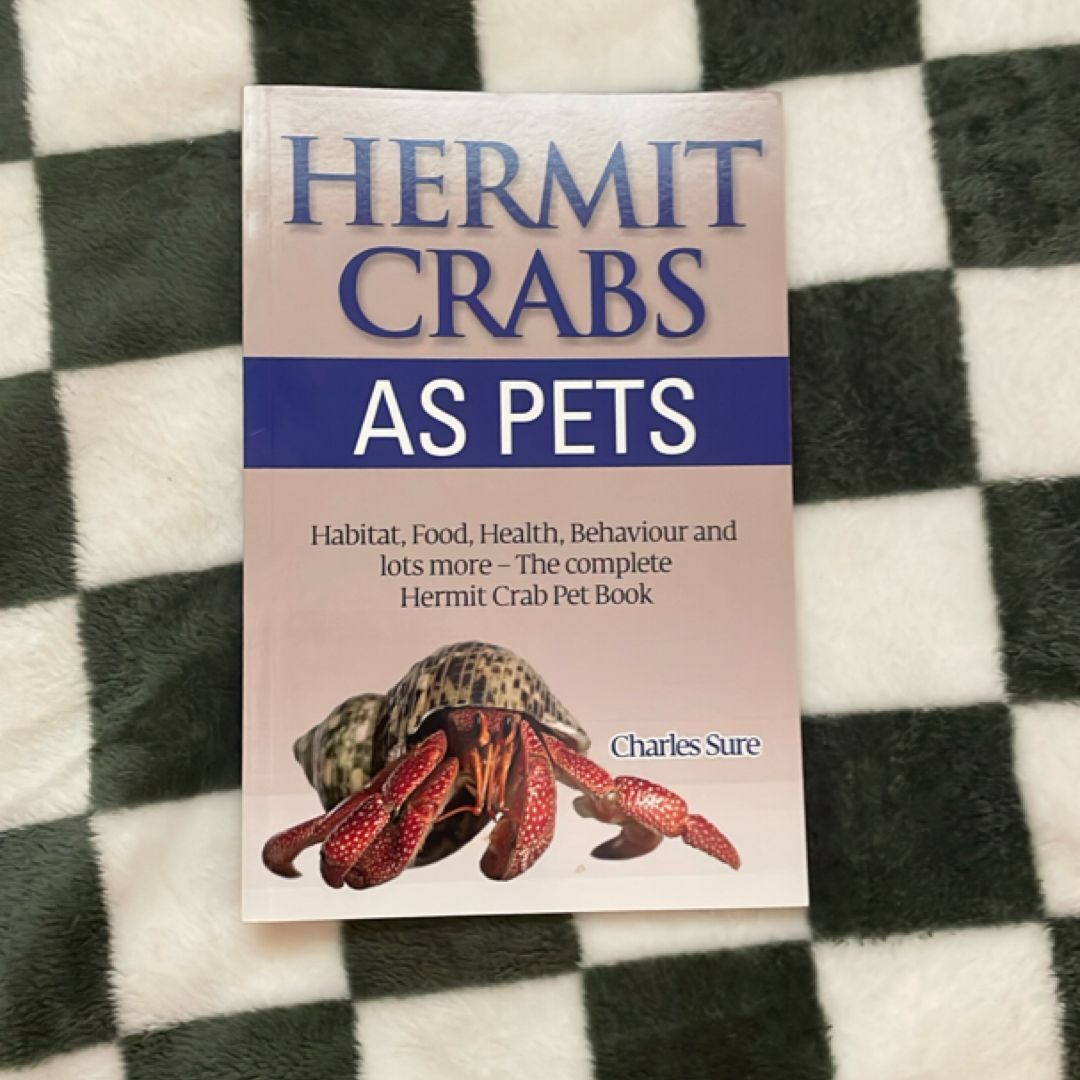 HERMIT
CRABS
AS PETS
Habitat, Food, Health, Behaviour and
lots more – The complete
Hermit Crab Pet Book
Charles Sure